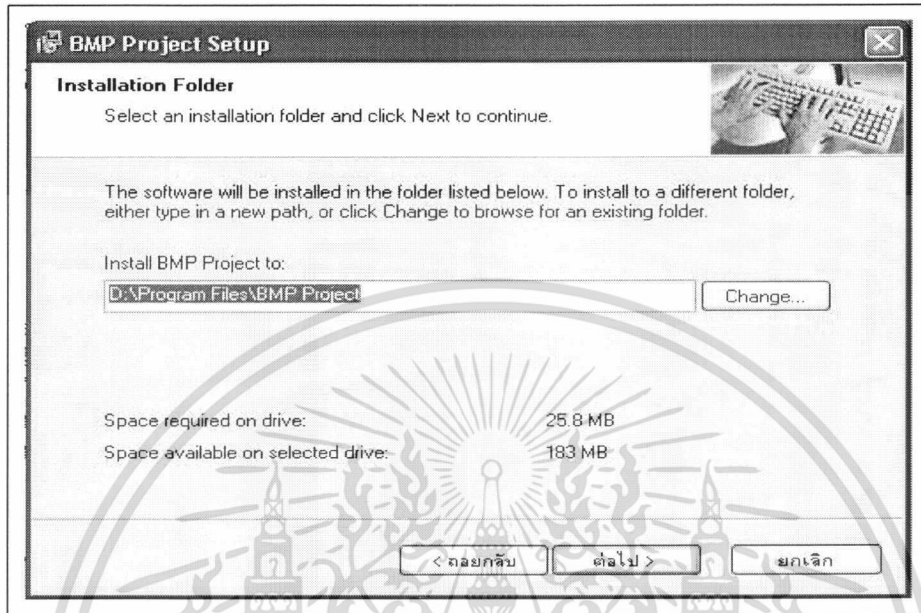 BMP Project Setup
Installation Folder
Select an installation folder and click Next to continue.
The software will be installed in the folder listed below. To install to a different folder,
either type in a new path, or click Change to browse for an existing folder.
Install BMP Project to:
D:\Program Files\BMP Project
Change...
Space required on drive: 25.8 MB
Space available on selected drive: 183 MB
< ถอยกลับ ต่อไป > ยกเลิก